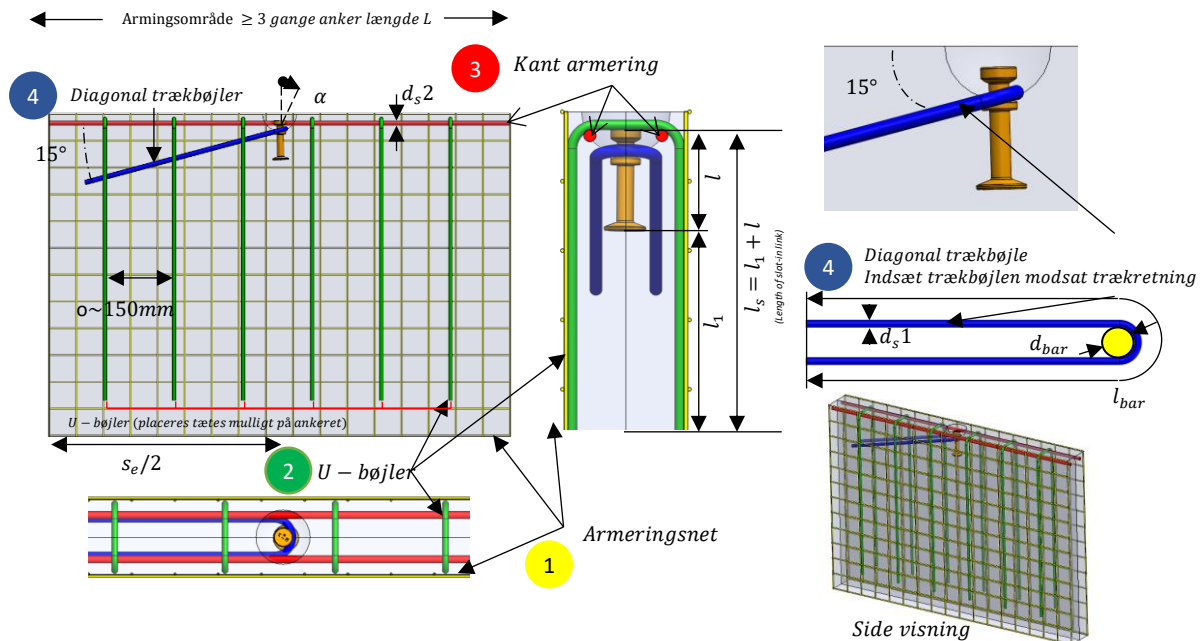 Armingsområde ≥ 3 gange anker længde L
3
Kant armering
4
Diagonal trækbøjler
α
d_s2
15°
o~150mm
U − bøjler (placeres tætes mulligt på ankeret)
s_e/2
2
U − bøjler
l
l_1
l_s = l_1 + l
(Length of slat-in link)
1
Armeringsnet
15°
4
Diagonal trækbøjle
Indsæt trækbøjlen modsat trækretning
d_s1
d_bar
l_bar
Side visning